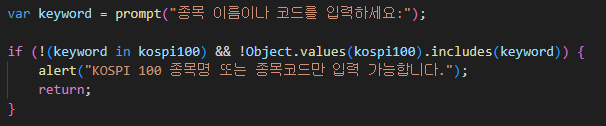 var keyword = prompt("종목 이름이나 코드를 입력하세요:");
if (!(keyword in kospi100) && !Object.values(kospi100).includes(keyword)) {
alert("KOSPI 100 종목명 또는 종목코드만 입력 가능합니다.");
return;
}